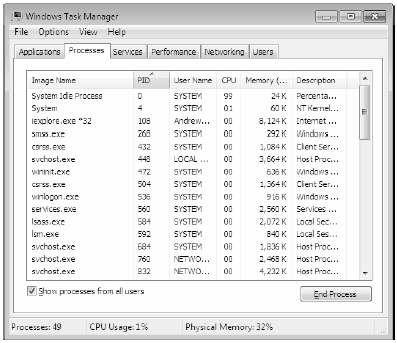 Windows Task Manager
File Options View Help
Applications Processes Services Performance Networking Users
Image Name PID User Name CPU Memory (... Description
System Idle Process 0 SYSTEM 99 24 K Percenta...
System 4 SYSTEM 01 60 K NT Kernel...
iexplore.exe *32 108 Andrew... 00 8,124 K Internet ...
smss.exe 268 SYSTEM 00 292 K Windows ...
csrss.exe 432 SYSTEM 00 1,084 K Client Ser...
svchost.exe 448 LOCAL ... 00 3,664 K Host Proc...
wininit.exe 472 SYSTEM 00 636 K Windows ...
csrss.exe 504 SYSTEM 00 1,364 K Client Ser...
winlogon.exe 536 SYSTEM 00 916 K Windows ...
services.exe 560 SYSTEM 00 2,560 K Services ...
lsass.exe 584 SYSTEM 00 2,072 K Local Sec...
lsm.exe 592 SYSTEM 00 840 K Local Ses...
svchost.exe 684 SYSTEM 00 1,836 K Host Proc...
svchost.exe 760 NETWO... 00 2,468 K Host Proc...
svchost.exe 832 NETWO... 00 4,232 K Host Proc...
Show processes from all users
End Process
Processes: 49 CPU Usage: 1% Physical Memory: 32%